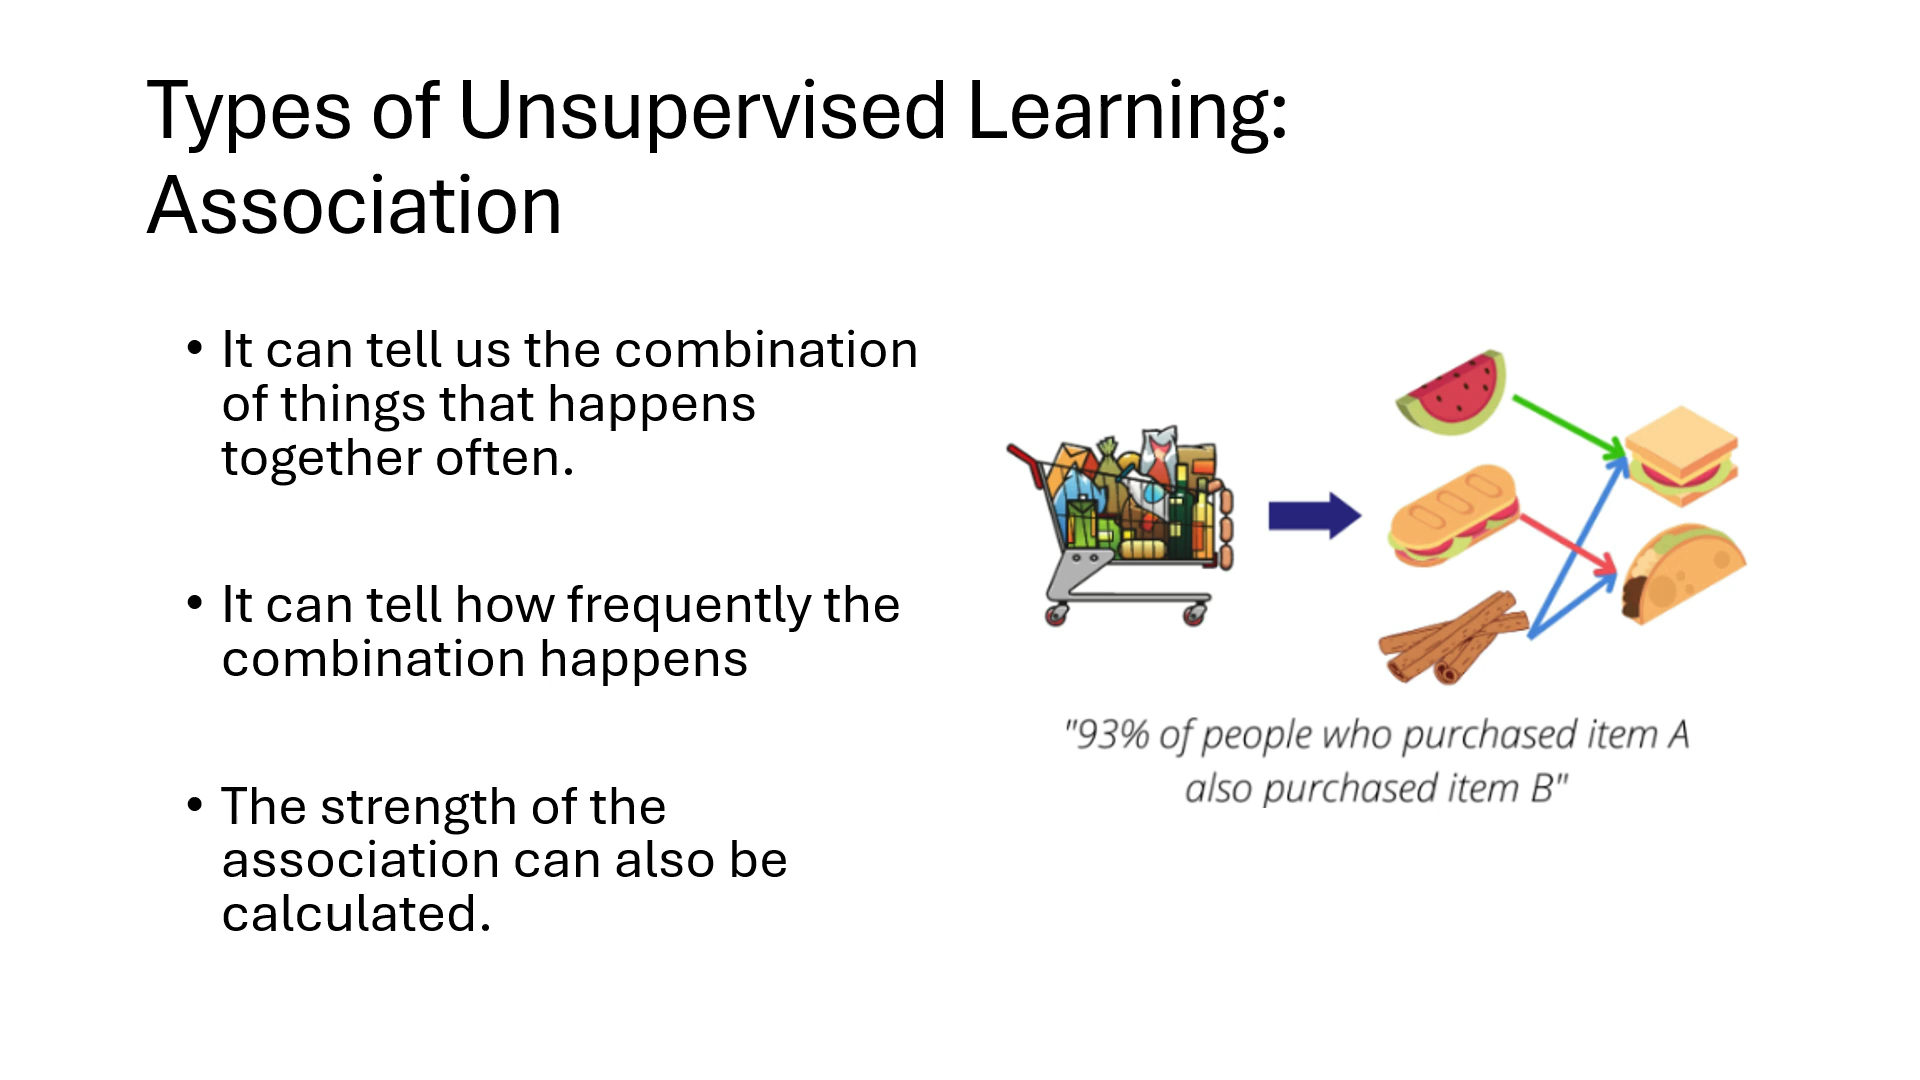 Types of Unsupervised Learning:
Association
• It can tell us the combination
of things that happens
together often.
• It can tell how frequently the
combination happens
• The strength of the
association can also be
calculated.
"93% of people who purchased item A
also purchased item B"